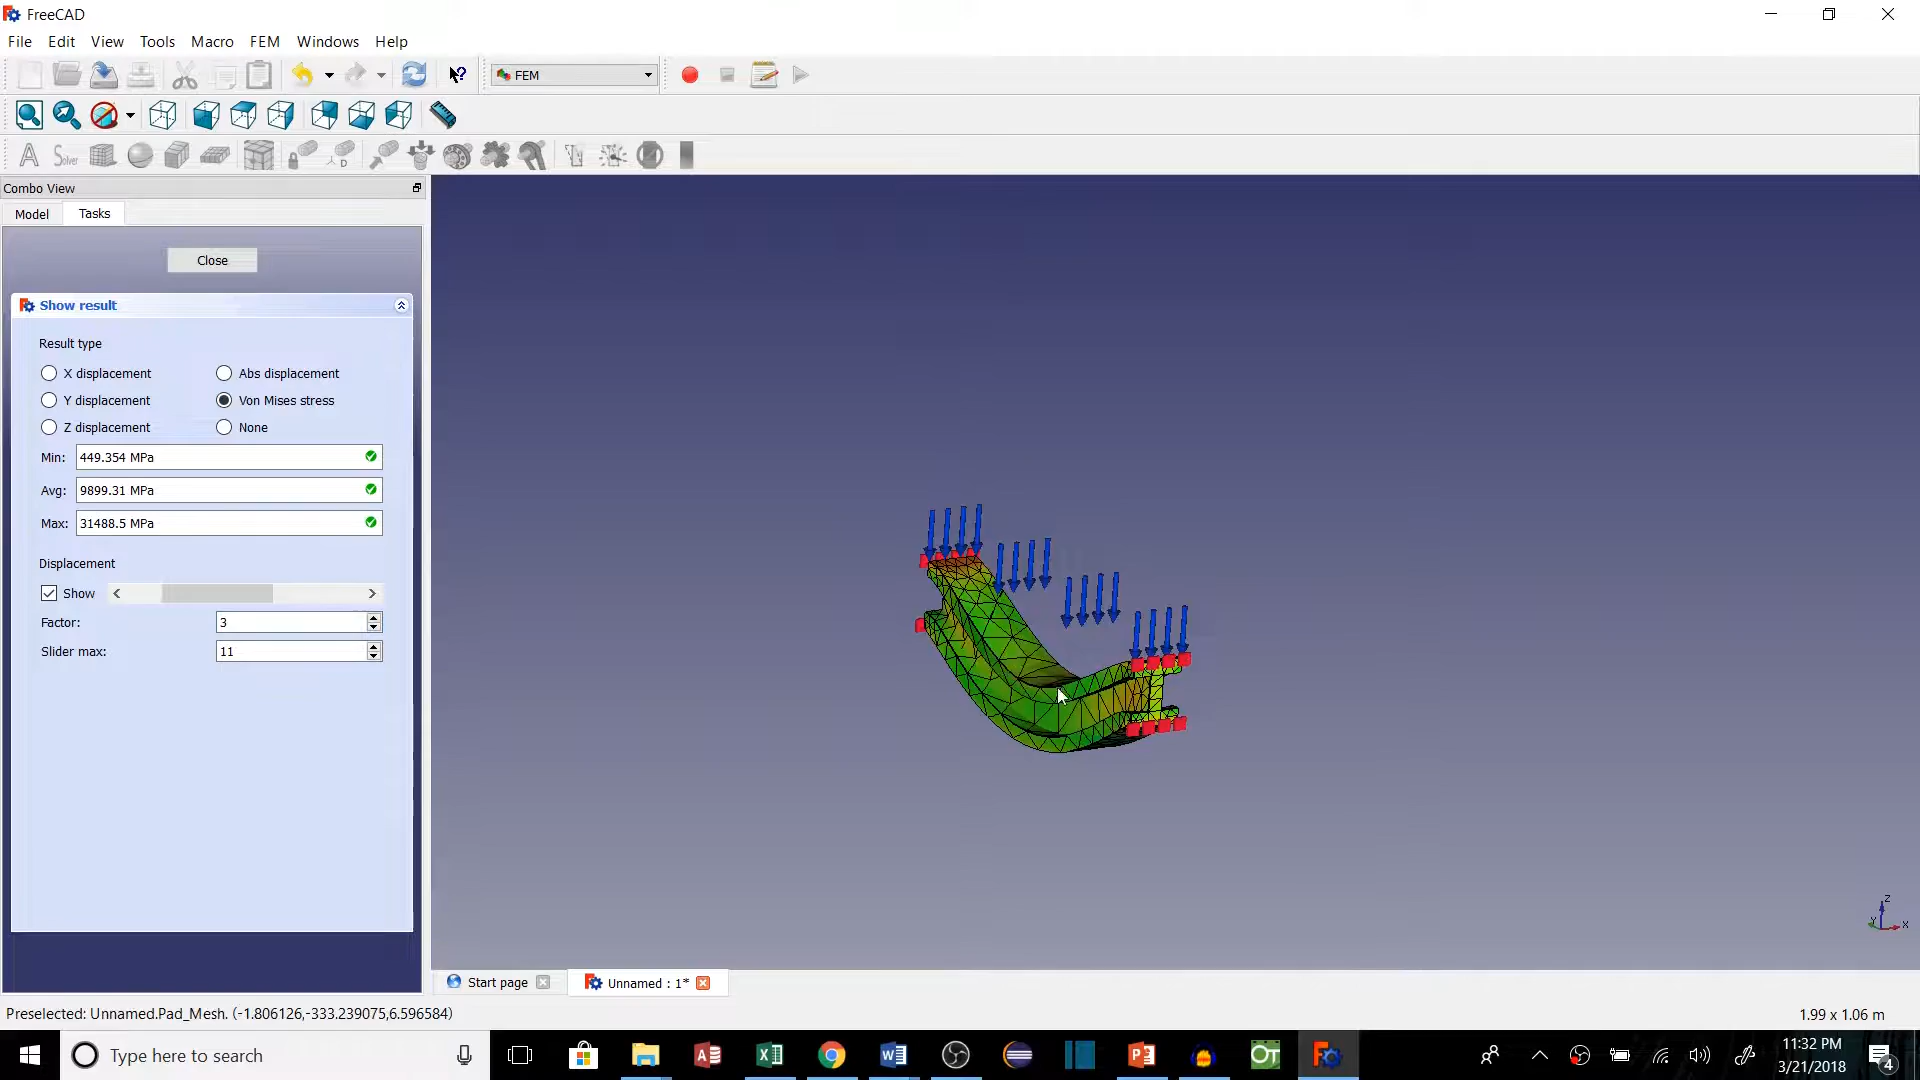 FreeCAD
File Edit View Tools Macro FEM Windows Help
FEM
Solver
Combo View
Model Tasks
Close
Show result
Result type
X displacement Abs displacement
Y displacement Von Mises stress
Z displacement None
Min: 449.354 MPa
Avg: 9899.31 MPa
Max: 31488.5 MPa
Displacement
Show
Factor: 3
Slider max: 11
Z
Y X
Start page Unnamed : 1*
Preselected: Unnamed.Pad_Mesh. (-1.806126,-333.239075,6.596584) 1.99 x 1.06 m
Type here to search
11:32 PM
3/21/2018
4